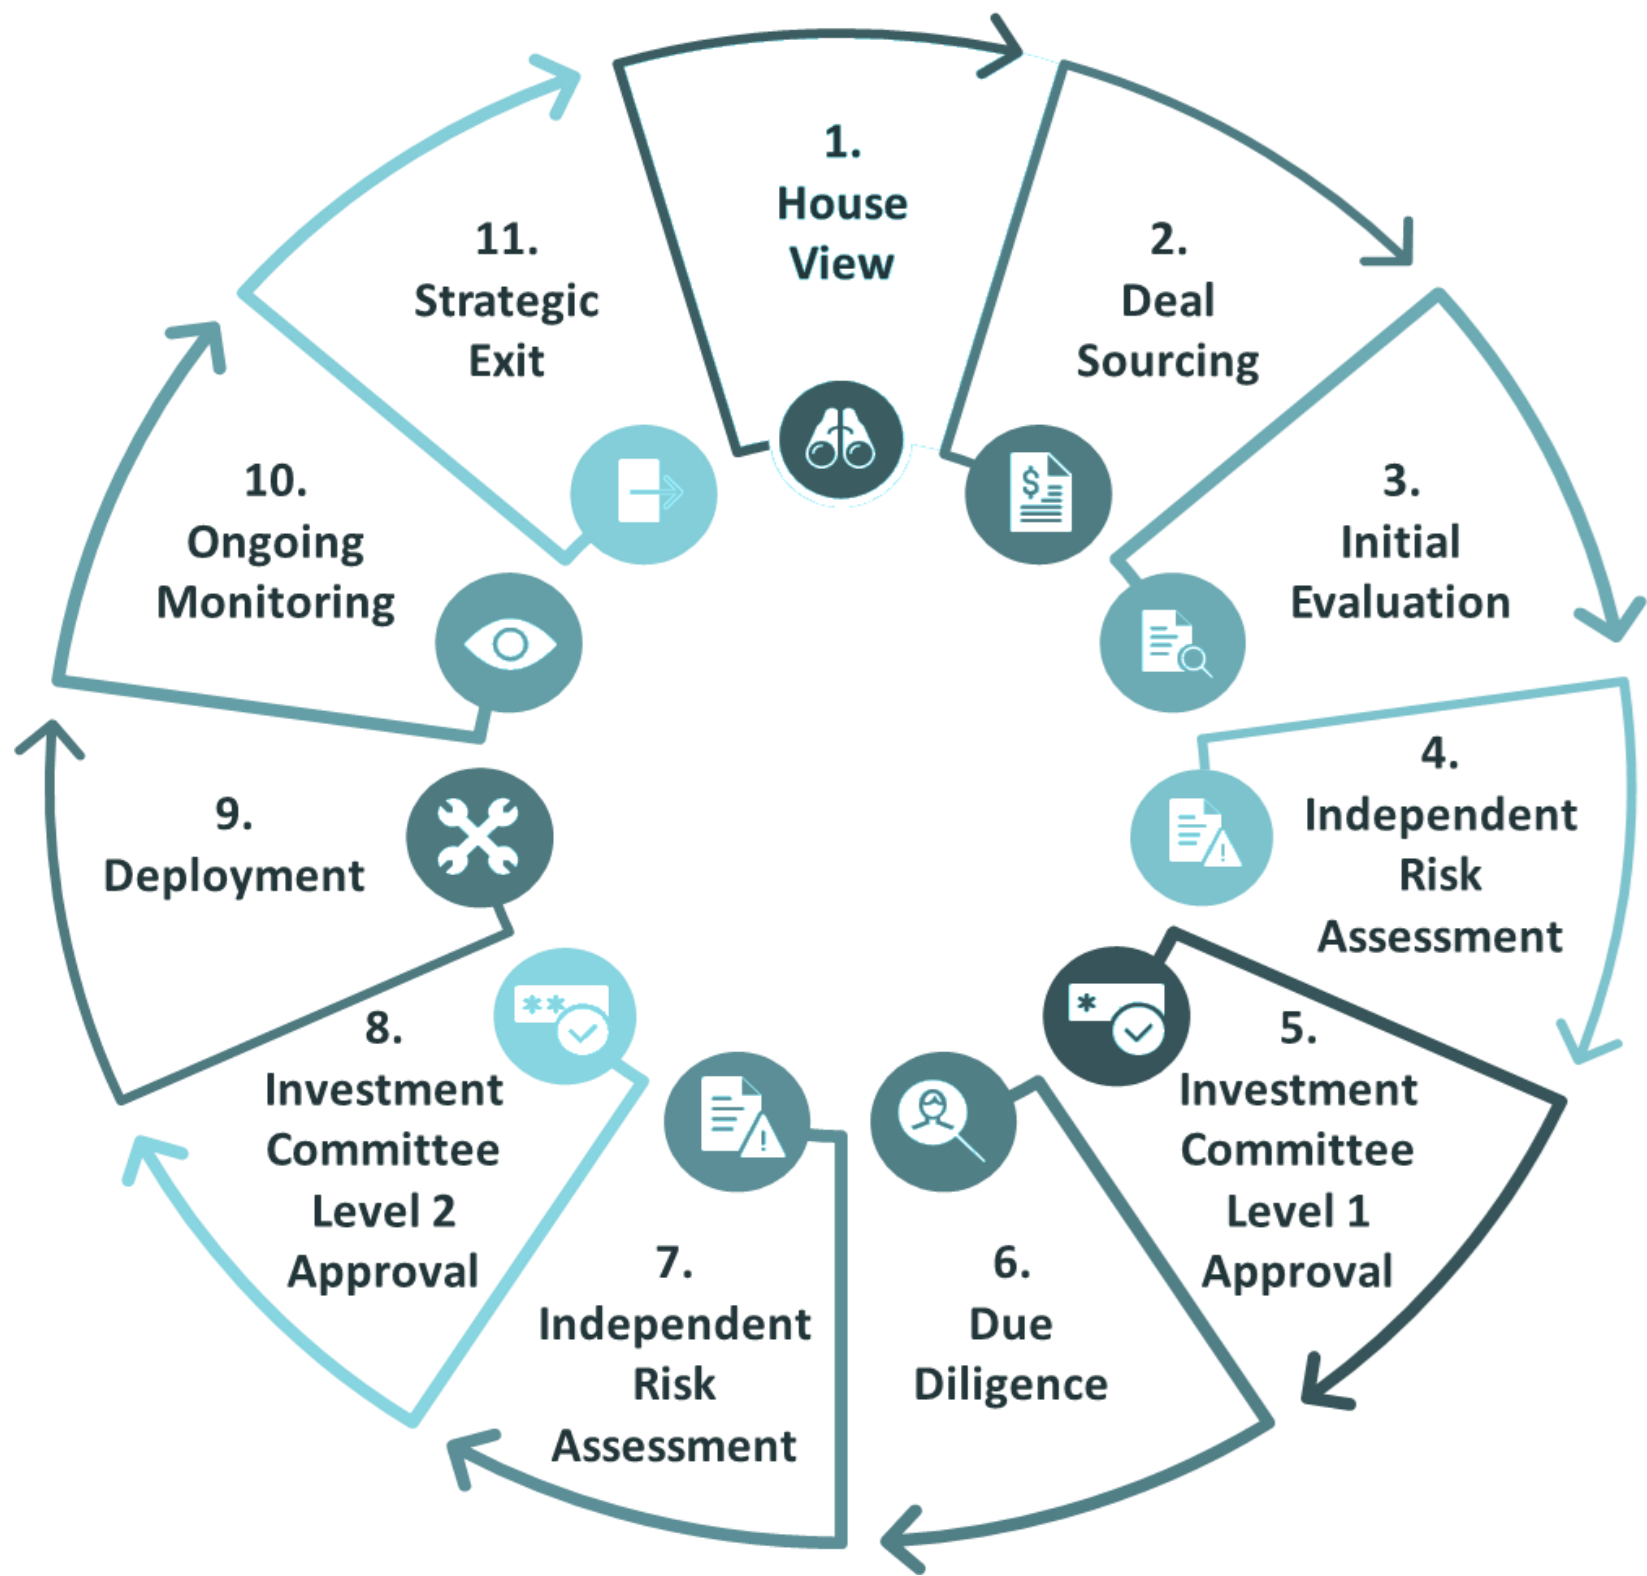 1.
House
View
2.
Deal
Sourcing
$
3.
Initial
Evaluation
4.
Independent
Risk
Assessment
!
5.
Investment
Committee
Level 1
Approval
*
6.
Due
Diligence
7.
Independent
Risk
Assessment
!
8.
Investment
Committee
Level 2
Approval
**
9.
Deployment
10.
Ongoing
Monitoring
11.
Strategic
Exit